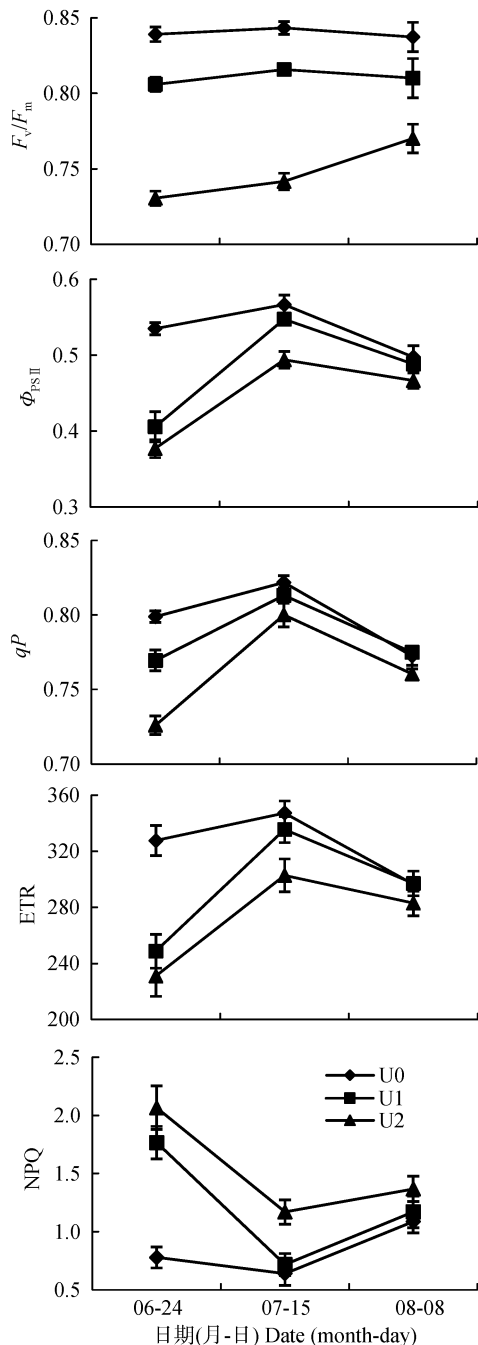 0.85
0.80
0.75
0.70
Fv/Fm
0.6
0.5
0.4
0.3
ΦPSⅡ
0.85
0.80
0.75
0.70
qP
360
320
280
240
200
ETR
2.5
2.0
1.5
1.0
0.5
NPQ
U0
U1
U2
06-24 07-15 08-08
日期(月-日) Date (month-day)